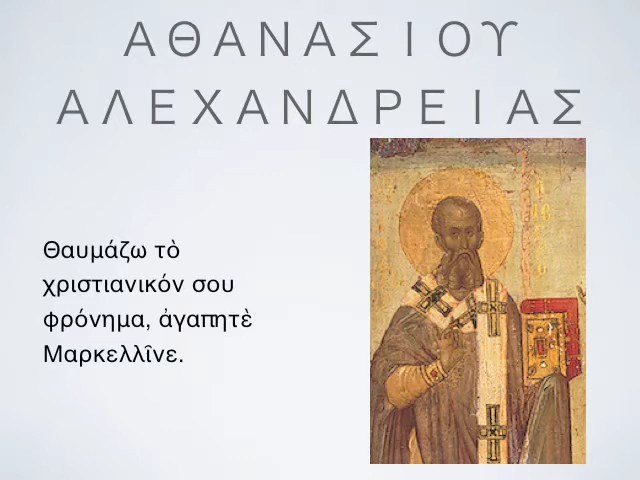 ΑΘΑΝΑΣΙΟΥ
ΑΛΕΧΑΝΔΡΕΙΑΣ
Θαυμάζω τὸ
χριστιανικόν σου
φρόνημα, ἀγαπητὲ
Μαρκελλῖνε.